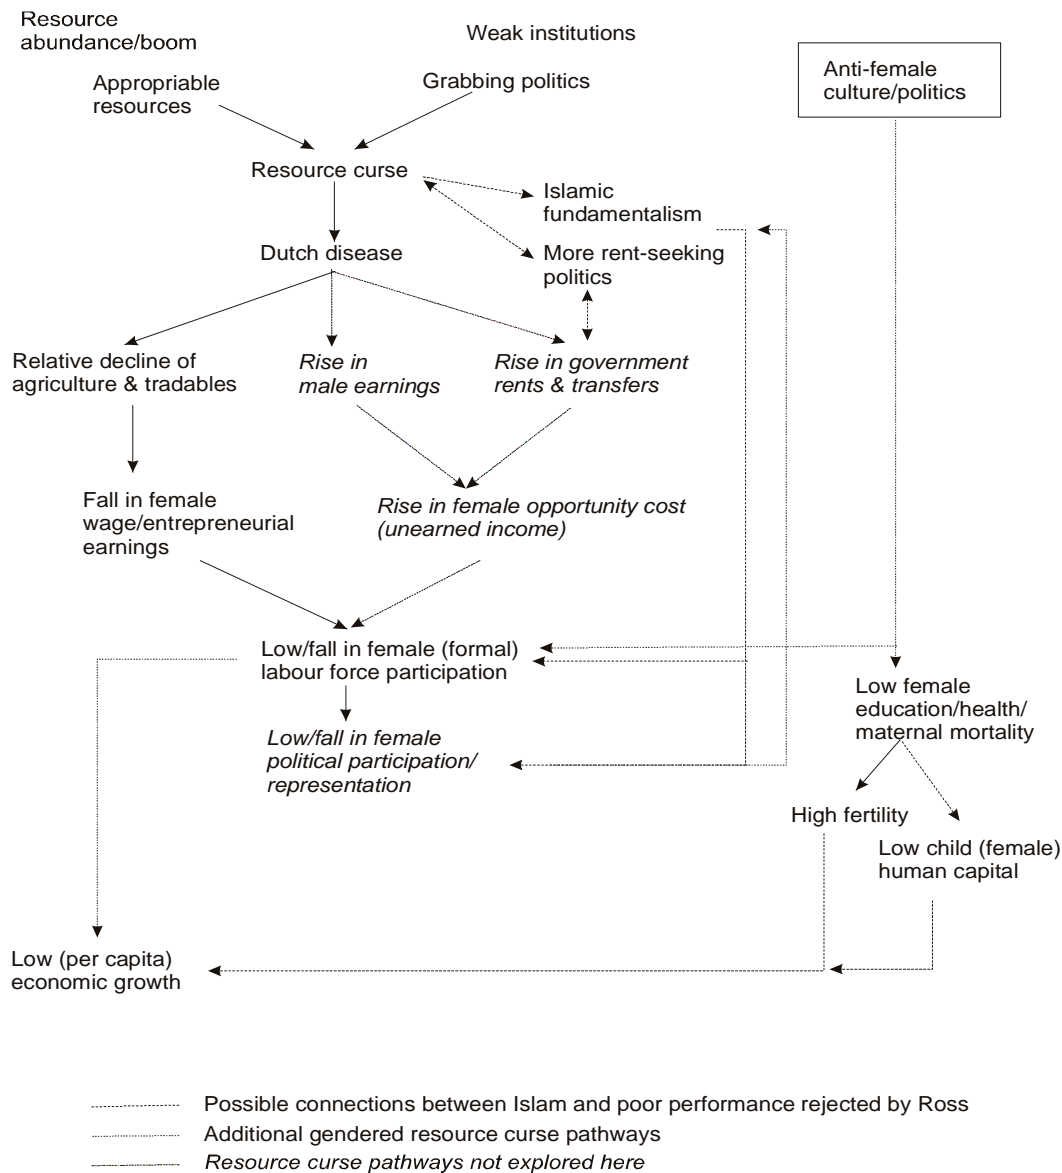 Resource
abundance/boom
Weak institutions
Appropriable
resources
Grabbing politics
Anti-female
culture/politics
Resource curse
Islamic
fundamentalism
Dutch disease
More rent-seeking
politics
Relative decline of
agriculture & tradables
Rise in
male earnings
Rise in government
rents & transfers
Fall in female
wage/entrepreneurial
earnings
Rise in female opportunity cost
(unearned income)
Low/fall in female (formal)
labour force participation
Low female
education/health/
maternal mortality
Low/fall in female
political participation/
representation
High fertility
Low child (female)
human capital
Low (per capita)
economic growth
Possible connections between Islam and poor performance rejected by Ross
Additional gendered resource curse pathways
Resource curse pathways not explored here